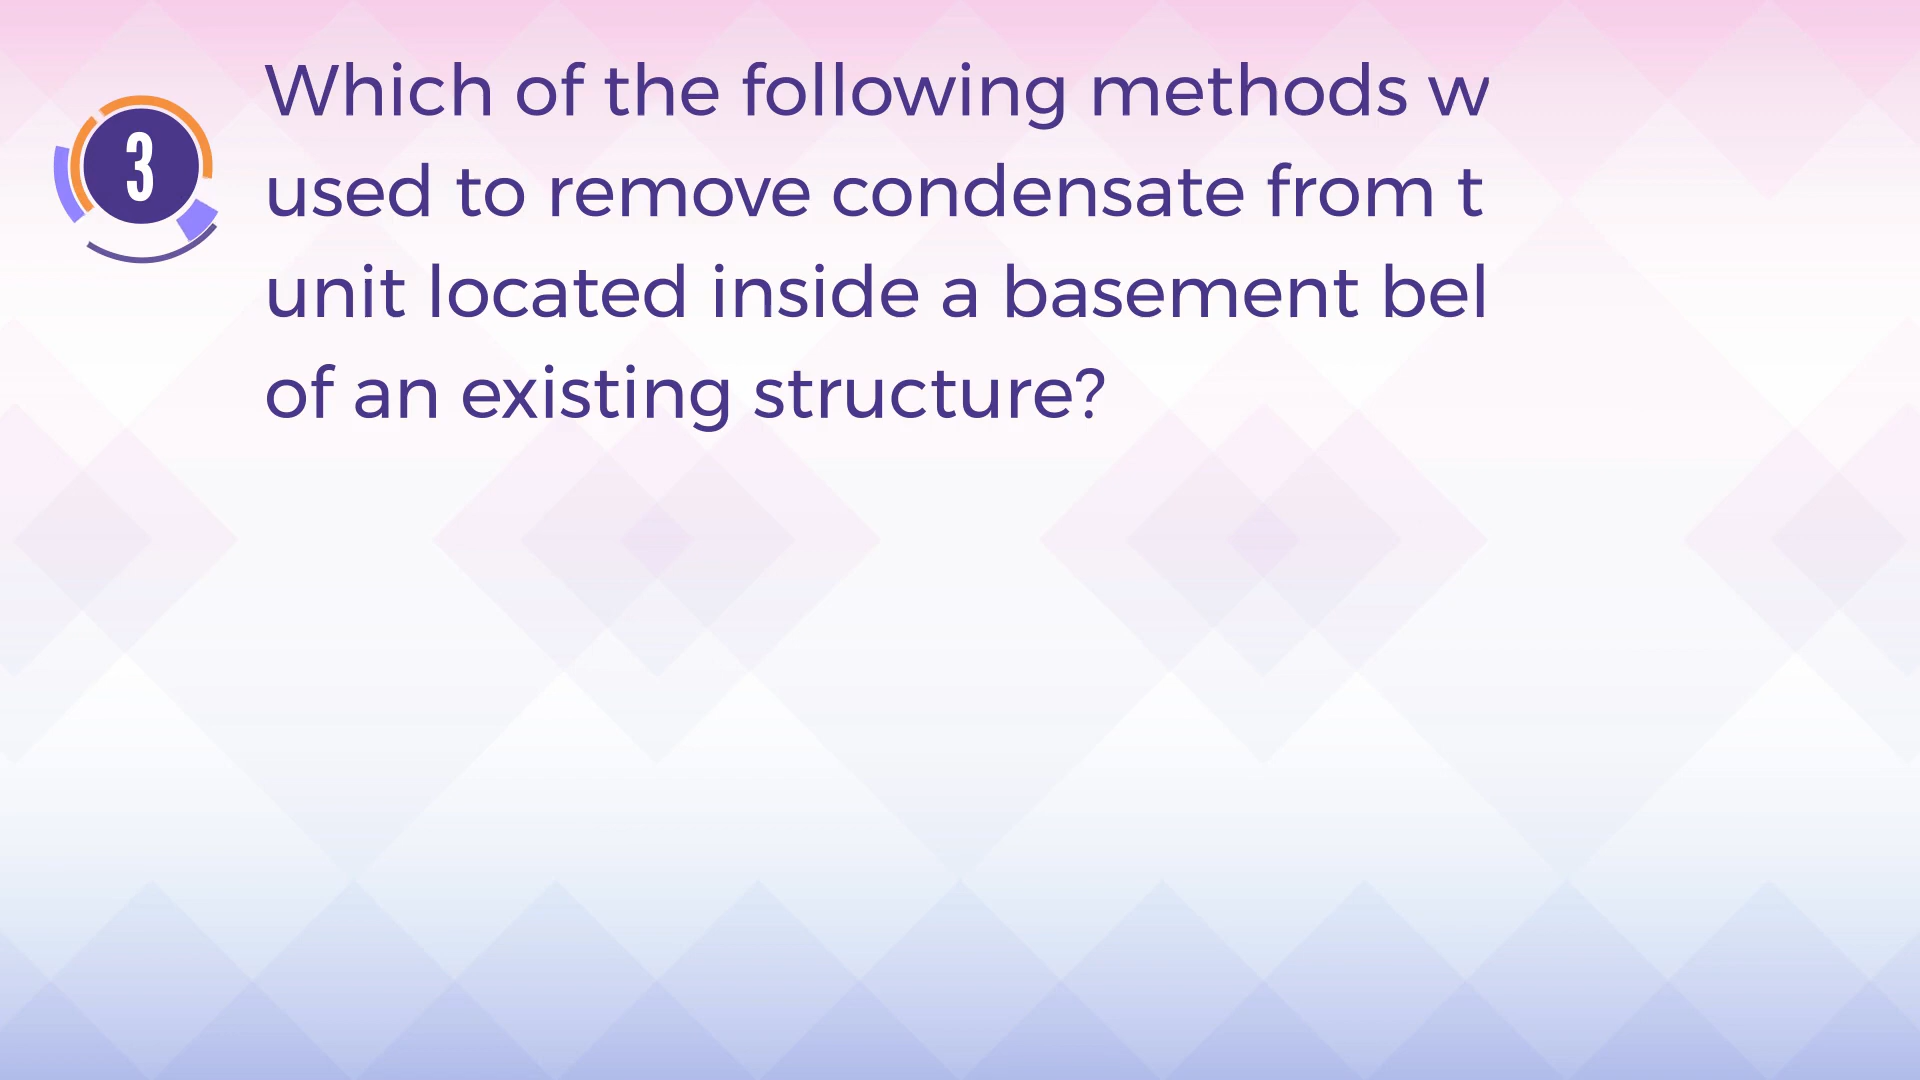 3
Which of the following methods w
used to remove condensate from t
unit located inside a basement bel
of an existing structure?